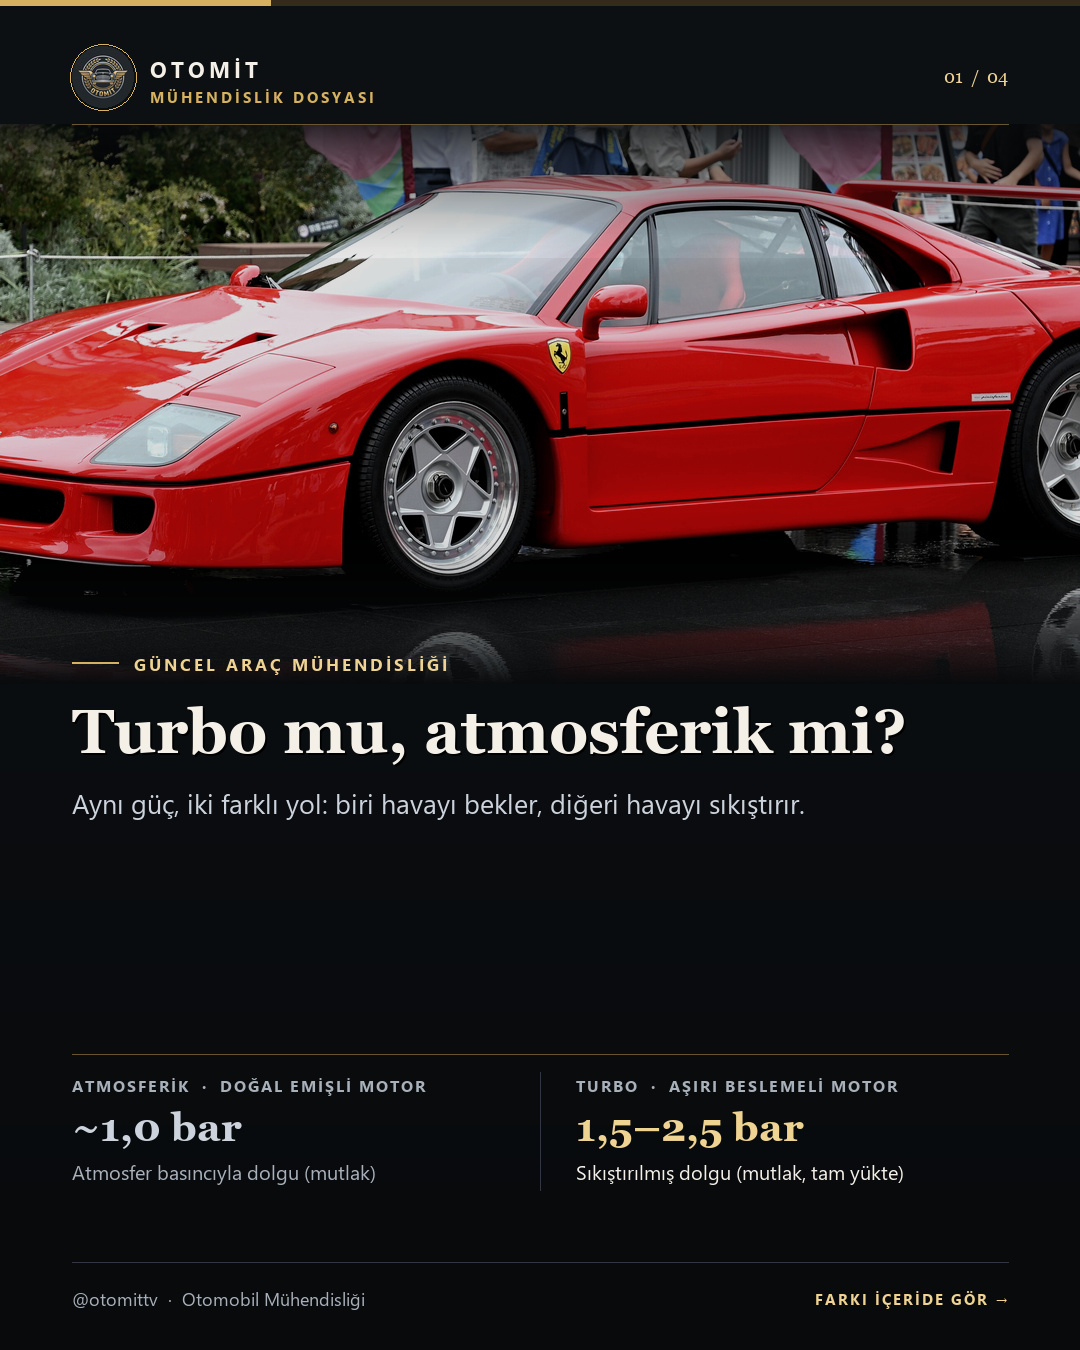 OTOMİT
MÜHENDİSLİK DOSYASI
01 / 04
OTOMİT
GÜNCEL ARAÇ MÜHENDİSLİĞİ
Turbo mu, atmosferik mi?
Aynı güç, iki farklı yol: biri havayı bekler, diğeri havayı sıkıştırır.
ATMOSFERİK · DOĞAL EMİŞLİ MOTOR
~1,0 bar
Atmosfer basıncıyla dolgu (mutlak)
TURBO · AŞIRI BESLEMELİ MOTOR
1,5–2,5 bar
Sıkıştırılmış dolgu (mutlak, tam yükte)
@otomittv · Otomobil Mühendisliği
FARKI İÇERİDE GÖR →